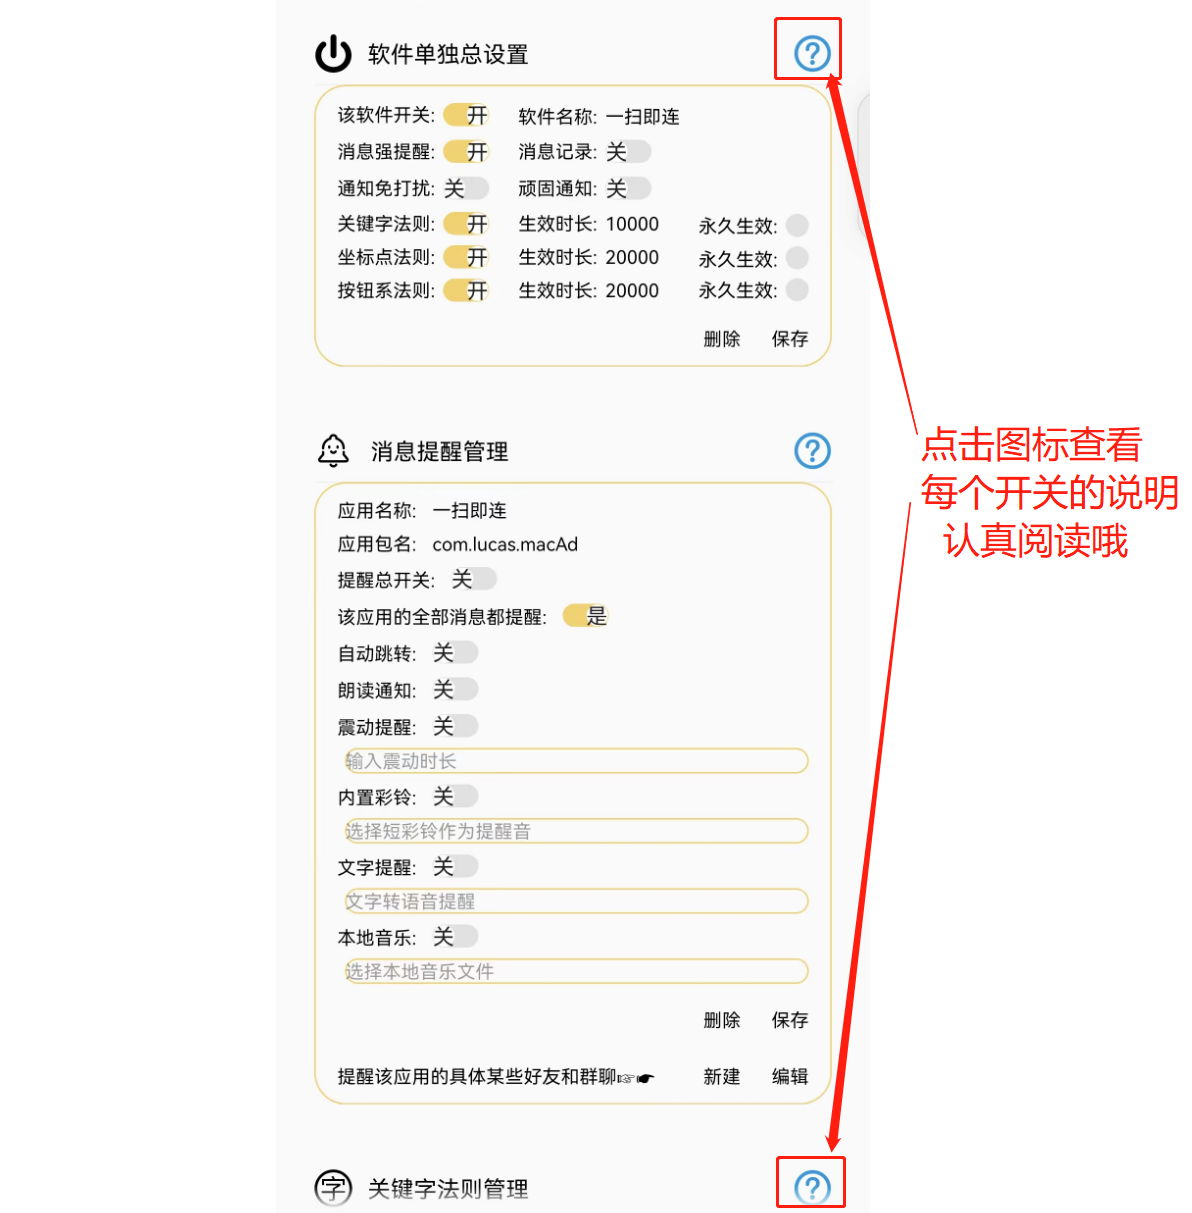 软件单独总设置
该软件开关: 开 软件名称: 一扫即连
消息强提醒: 开 消息记录: 关
通知免打扰: 关 顽固通知: 关
关键字法则: 开 生效时长: 10000 永久生效:
坐标点法则: 开 生效时长: 20000 永久生效:
按钮系法则: 开 生效时长: 20000 永久生效:
删除 保存
点击图标查看
每个开关的说明
认真阅读哦
消息提醒管理
应用名称: 一扫即连
应用包名: com.lucas.macAd
提醒总开关: 关
该应用的全部消息都提醒: 是
自动跳转: 关
朗读通知: 关
震动提醒: 关
输入震动时长
内置彩铃: 关
选择短彩铃作为提醒音
文字提醒: 关
文字转语音提醒
本地音乐: 关
选择本地音乐文件
删除 保存
提醒该应用的具体某些好友和群聊☞☛ 新建 编辑
字 关键字法则管理